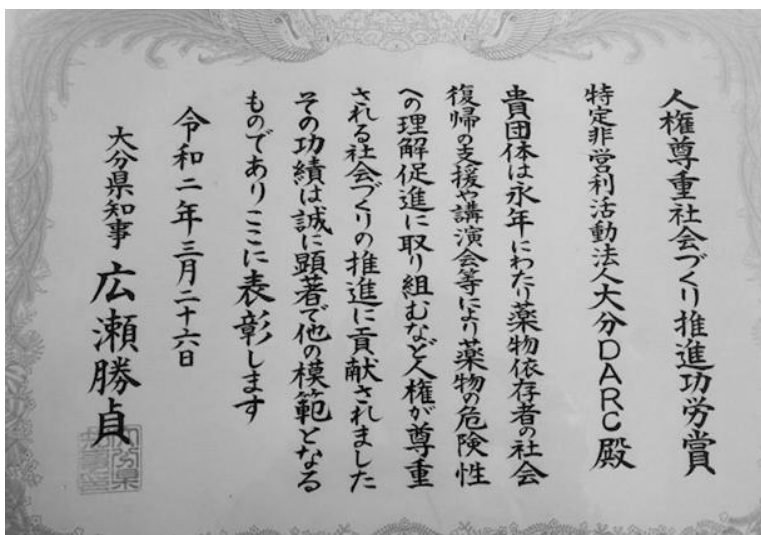 人権尊重社会づくり推進功労賞
特定非営利活動法人大分DARC殿
貴団体は永年にわたり薬物依存者の社会
復帰の支援や講演会等により薬物の危険性
への理解促進に取り組むなど人権が尊重
される社会づくりの推進に貢献されました
その功績は誠に顕著で他の模範となる
ものでありここに表彰します
令和二年三月二十六日
大分県知事 広瀬勝貞